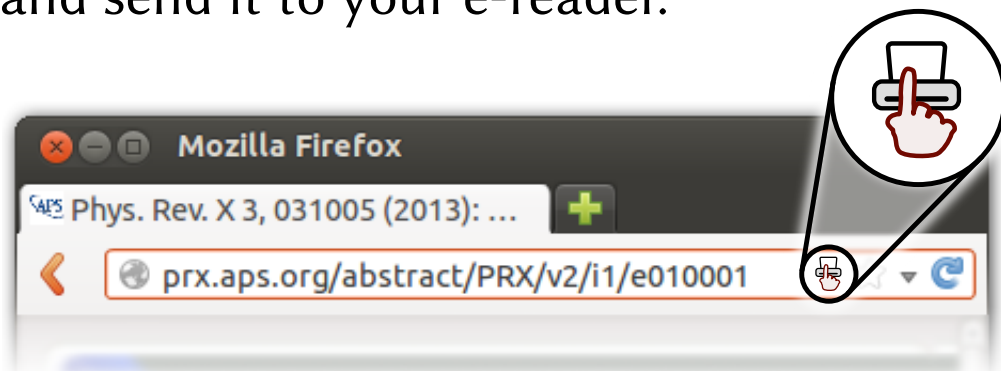 and send it to your e-reader.
Mozilla Firefox
APS Phys. Rev. X 3, 031005 (2013): ...
prx.aps.org/abstract/PRX/v2/i1/e010001